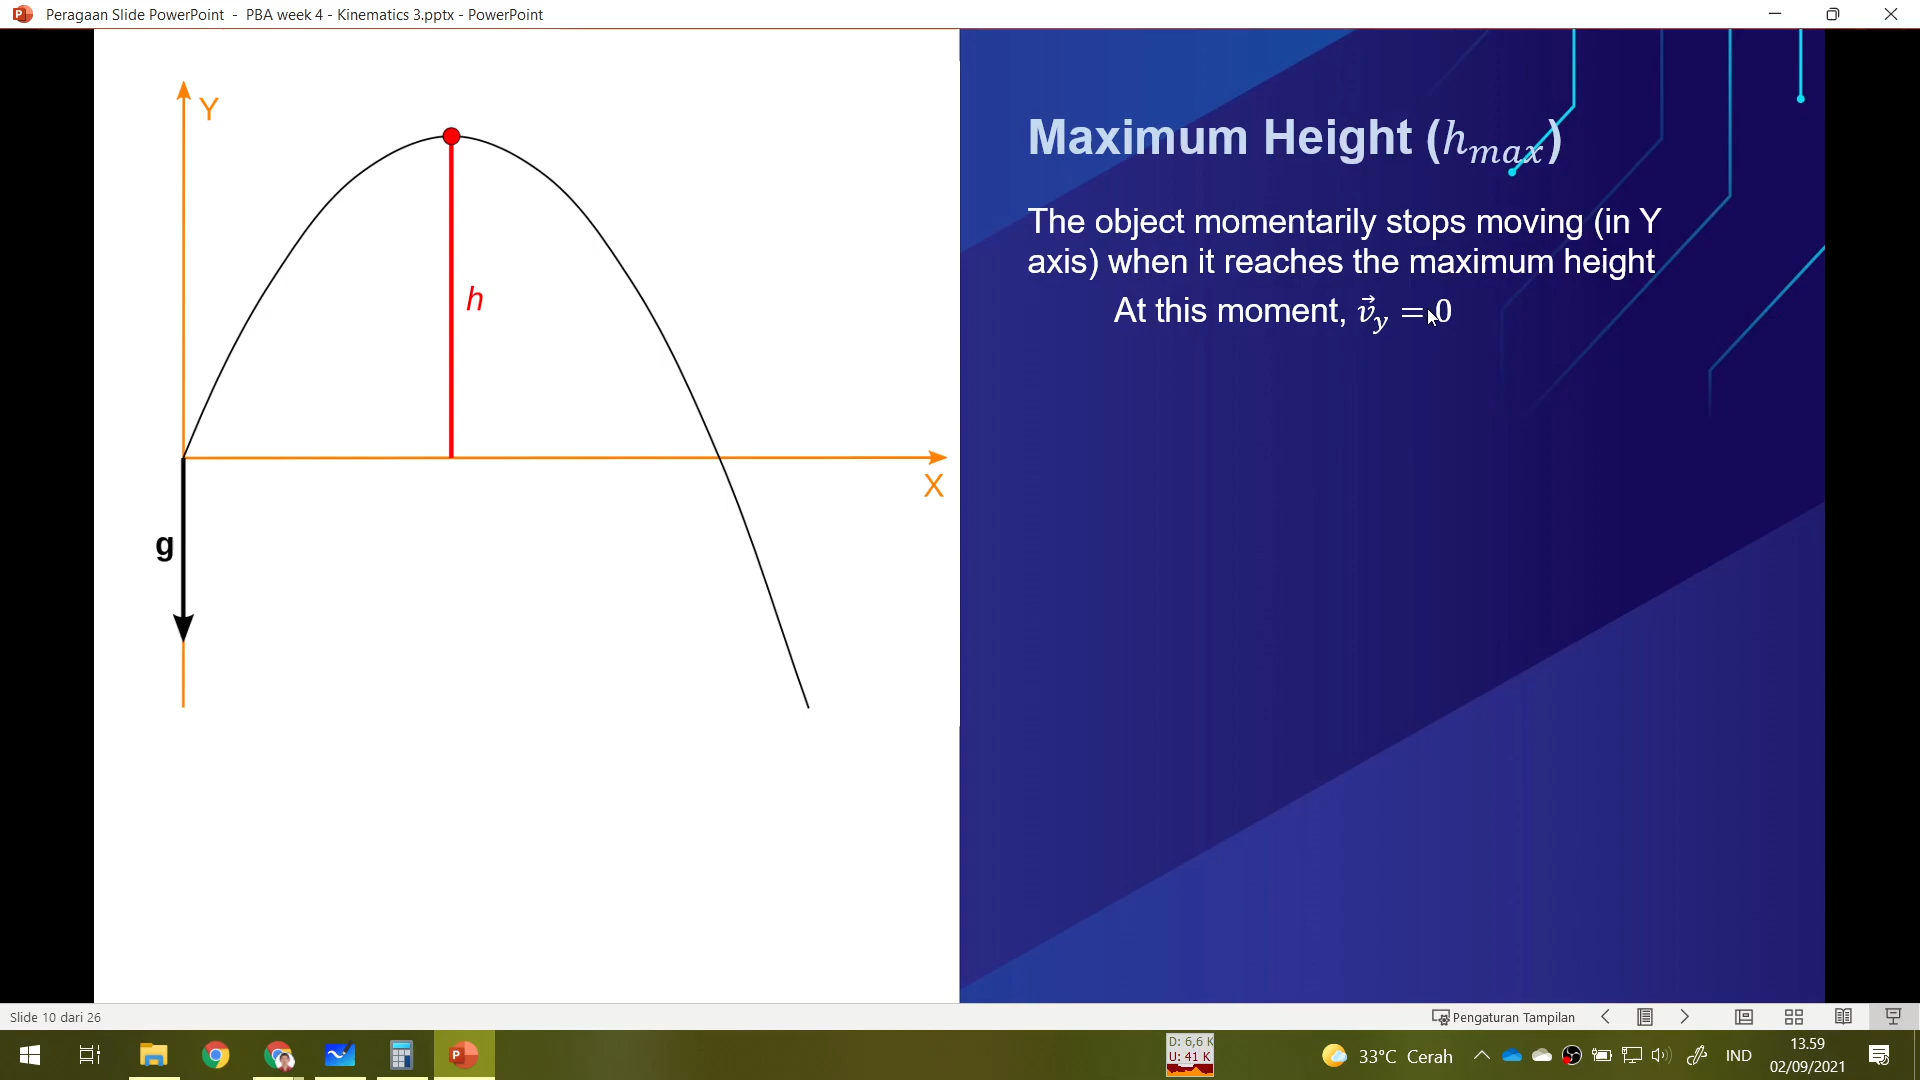 Peragaan Slide PowerPoint - PBA week 4 - Kinematics 3.pptx - PowerPoint
Y
h
X
g
Maximum Height (h_max)
The object momentarily stops moving (in Y
axis) when it reaches the maximum height
At this moment, v⃗_y = 0
Slide 10 dari 26
Pengaturan Tampilan
D: 6,6 K
U: 41 K
33°C Cerah
IND
13.59
02/09/2021